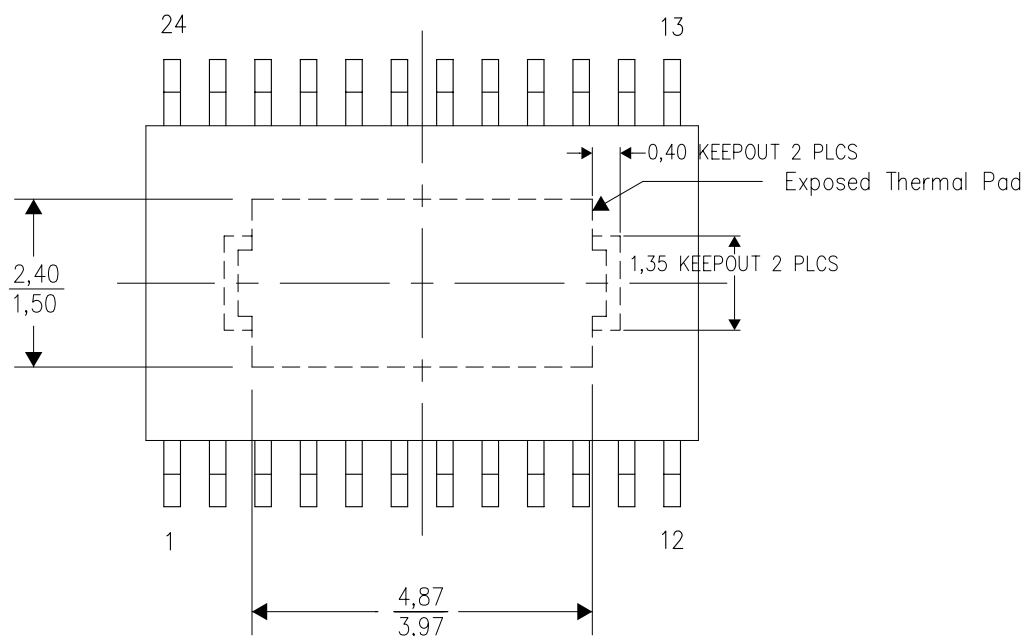 24
13
0,40 KEEPOUT 2 PLCS
Exposed Thermal Pad
1,35 KEEPOUT 2 PLCS
2,40
1,50
1
12
4,87
3,97